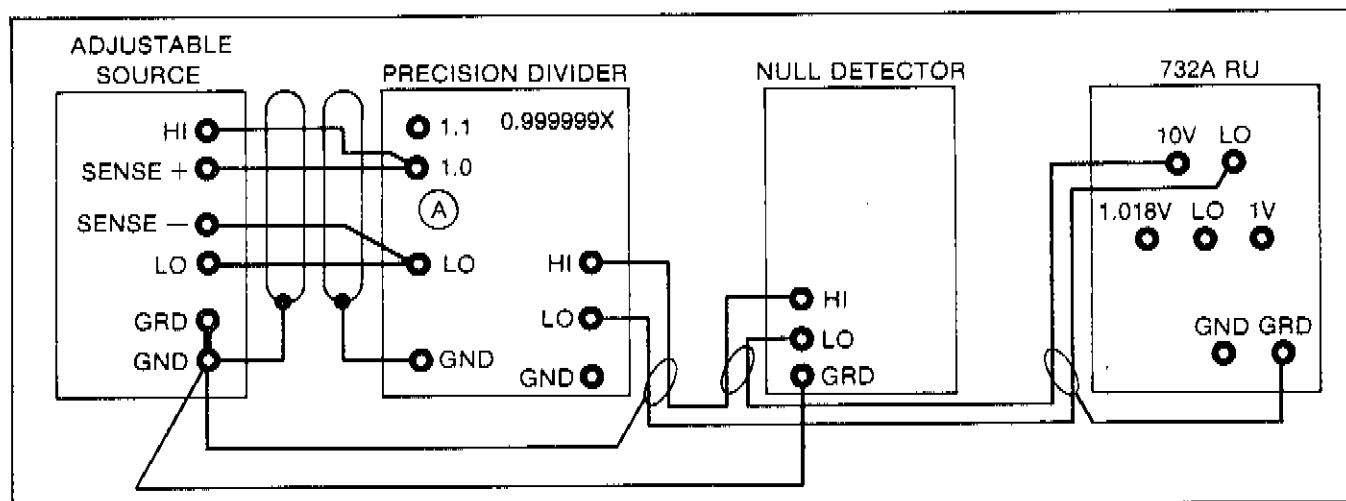 ADJUSTABLE
SOURCE
HI
SENSE +
SENSE —
LO
GRD
GND
PRECISION DIVIDER
1.1 0.999999X
1.0
A
LO
HI
LO
GND
GND
NULL DETECTOR
HI
LO
GRD
732A RU
10V LO
1.018V LO 1V
GND GRD